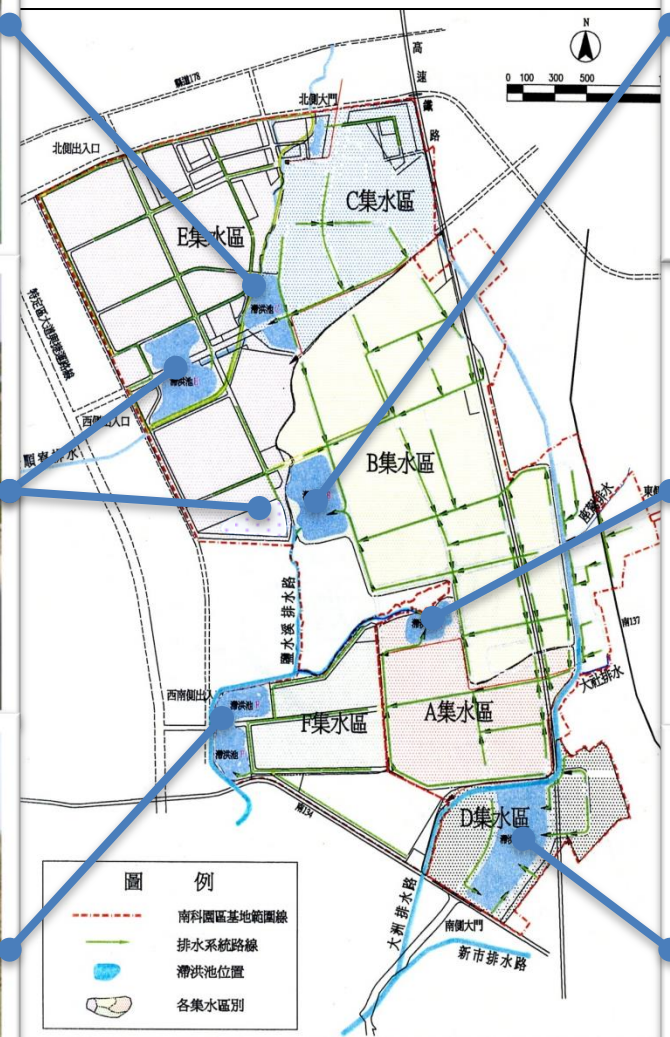 N
0 100 300 500
高速鐵路
縣道178
北側大門
北側出入口
C集水區
E集水區
滯洪池
滯洪池E
西側出入口
B集水區
鹽水溪排水路
南137
大社排水
西南側出入
滯洪池F
滯洪池F
F集水區
A集水區
南134
D集水區
大洲排水路
南側大門
新市排水路
圖 例
南科園區基地範圍線
排水系統路線
滯洪池位置
各集水區別